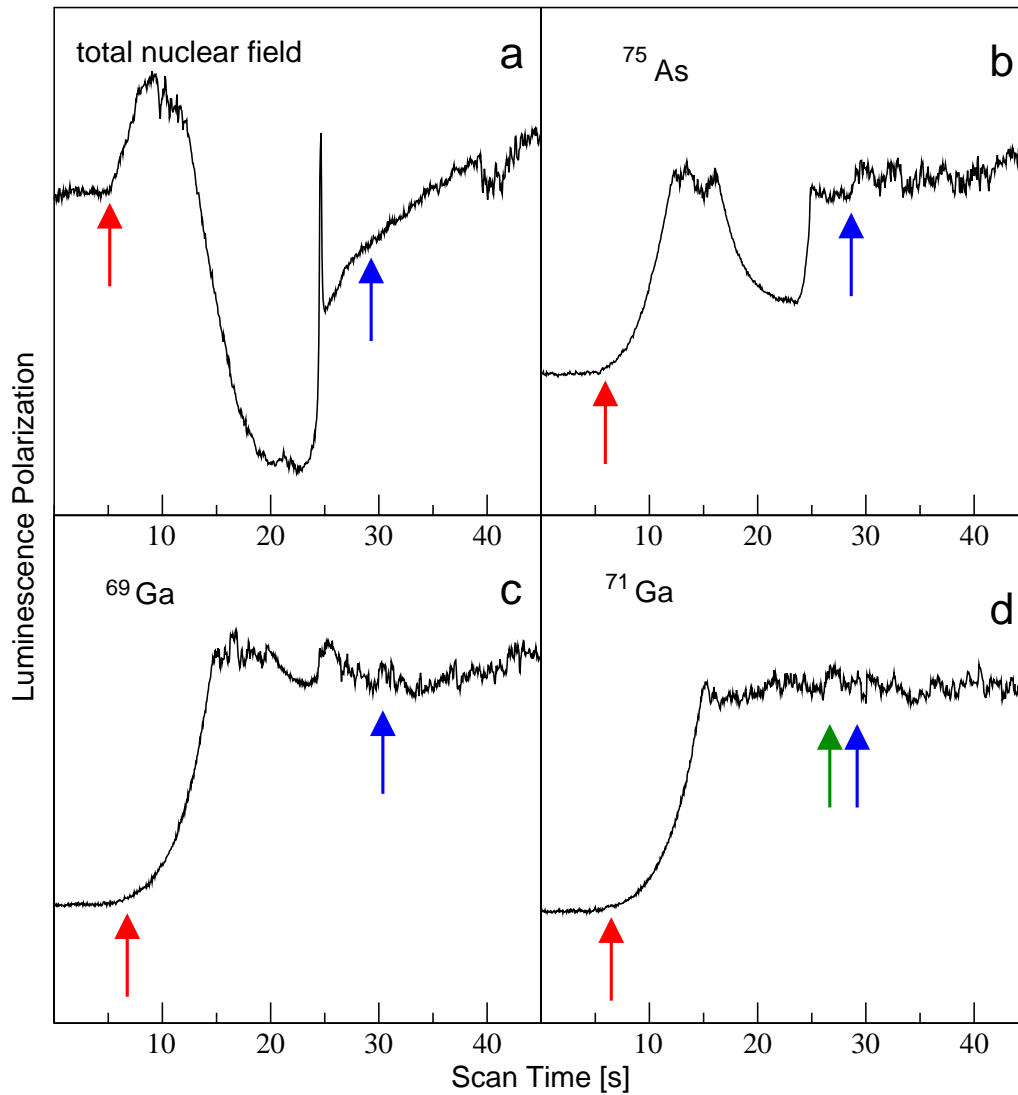 total nuclear field
a
75 As
b
10 20 30 40
10 20 30 40
69 Ga
c
71 Ga
d
10 20 30 40
10 20 30 40
Luminescence Polarization
Scan Time [s]